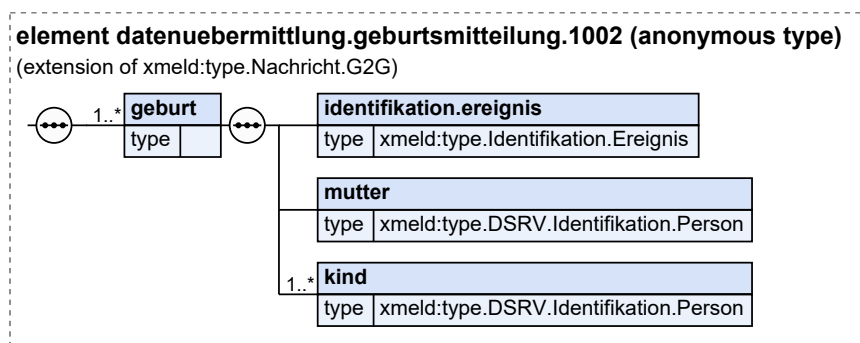 element datenuebermittlung.geburtsmitteilung.1002 (anonymous type)
(extension of xmeld:type.Nachricht.G2G)
1..* geburt
type
identifikation.ereignis
type xmeld:type.Identifikation.Ereignis
mutter
type xmeld:type.DSRV.Identifikation.Person
1..* kind
type xmeld:type.DSRV.Identifikation.Person